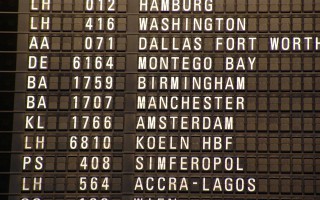 LH 012 HAMBURG
LH 416 WASHINGTON
AA 071 DALLAS FORT WORTH
DE 6164 MONTEGO BAY
BA 1759 BIRMINGHAM
BA 1707 MANCHESTER
KL 1766 AMSTERDAM
LH 6810 KOELN HBF
PS 408 SIMFEROPOL
LH 564 ACCRA-LAGOS
WIEN